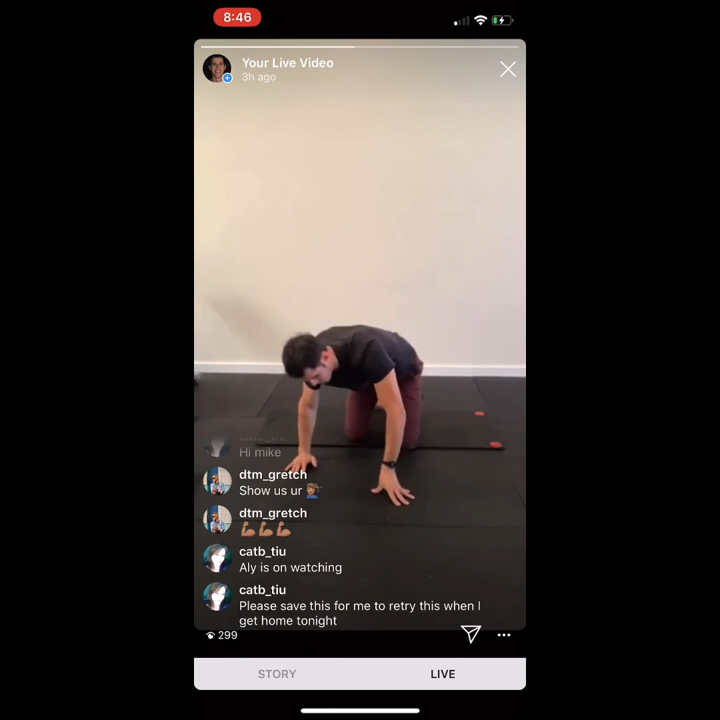 8:46
Your Live Video
3h ago
catb_tiu
Hi mike
dtm_gretch
Show us ur
dtm_gretch
catb_tiu
Aly is on watching
catb_tiu
Please save this for me to retry this when I
get home tonight
299
STORY
LIVE